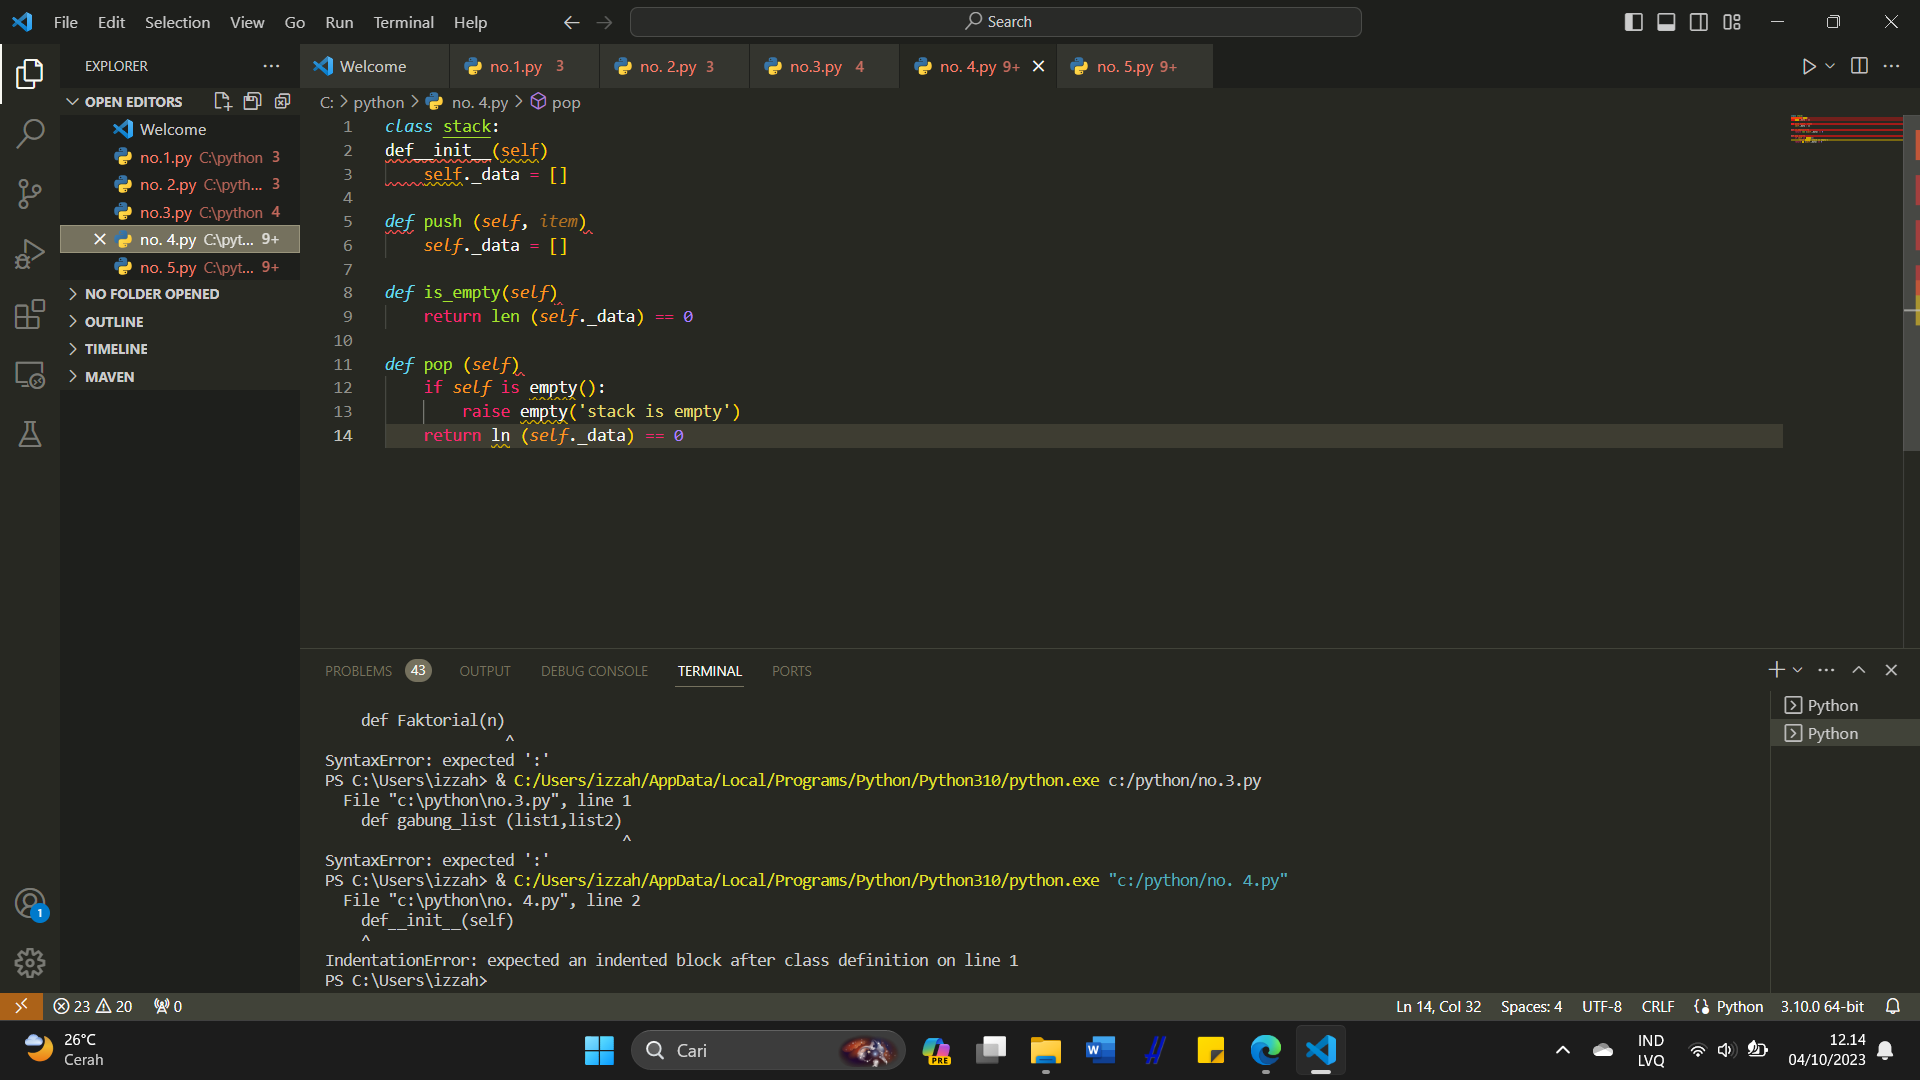 File Edit Selection View Go Run Terminal Help
Search
EXPLORER
Welcome
no.1.py 3
no. 2.py 3
no.3.py 4
no. 4.py 9+
no. 5.py 9+
OPEN EDITORS
Welcome
no.1.py C:\python 3
no. 2.py C:\pyth... 3
no.3.py C:\python 4
no. 4.py C:\pyt... 9+
no. 5.py C:\pyt... 9+
NO FOLDER OPENED
OUTLINE
TIMELINE
MAVEN
C: > python > no. 4.py > pop
1 class stack:
2 def__init__(self)
3     self._data = []
4
5 def push (self, item)
6     self._data = []
7
8 def is_empty(self)
9     return len (self._data) == 0
10
11 def pop (self)
12     if self is empty():
13         raise empty('stack is empty')
14     return ln (self._data) == 0
PROBLEMS 43 OUTPUT DEBUG CONSOLE TERMINAL PORTS
    def Faktorial(n)
                    ^
SyntaxError: expected ':'
PS C:\Users\izzah> & C:/Users/izzah/AppData/Local/Programs/Python/Python310/python.exe c:/python/no.3.py
  File "c:\python\no.3.py", line 1
    def gabung_list (list1,list2)
                                 ^
SyntaxError: expected ':'
PS C:\Users\izzah> & C:/Users/izzah/AppData/Local/Programs/Python/Python310/python.exe "c:/python/no. 4.py"
  File "c:\python\no. 4.py", line 2
    def__init__(self)
    ^
IndentationError: expected an indented block after class definition on line 1
PS C:\Users\izzah>
Python
Python
1
23 20 0
Ln 14, Col 32 Spaces: 4 UTF-8 CRLF Python 3.10.0 64-bit
26°C
Cerah
Cari
PRE
IND
LVQ
12.14
04/10/2023